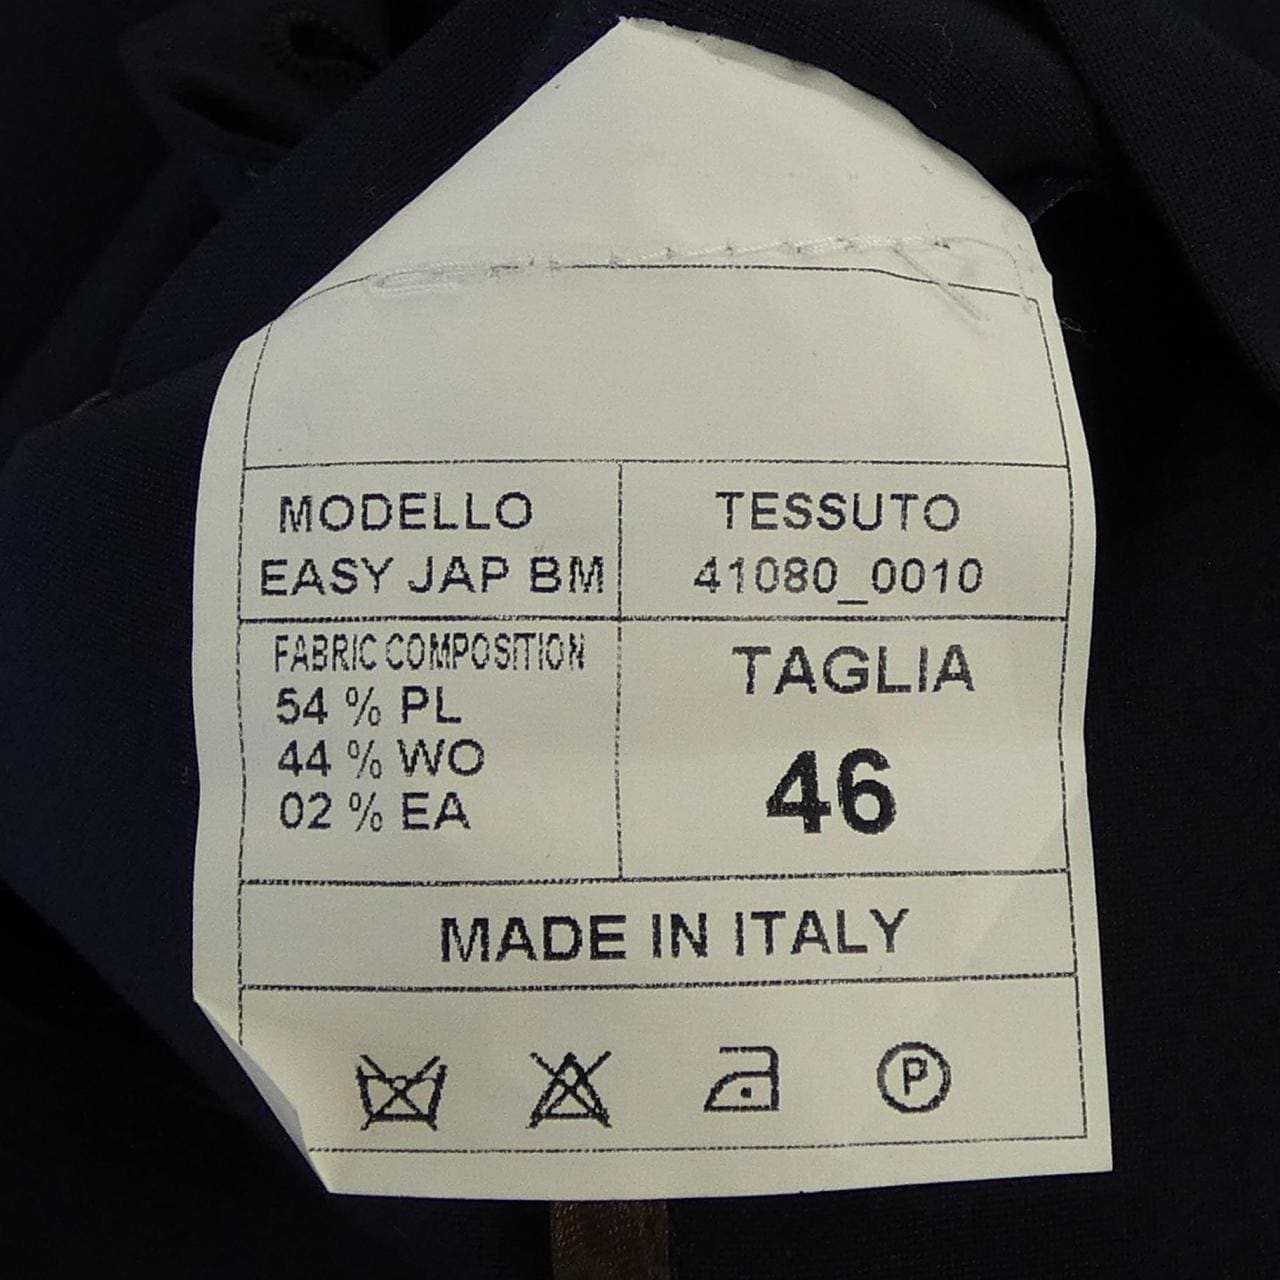 MODELLO
EASY JAP BM
TESSUTO
41080_0010
FABRIC COMPOSITION
54 % PL
44 % WO
02 % EA
TAGLIA
46
MADE IN ITALY
P